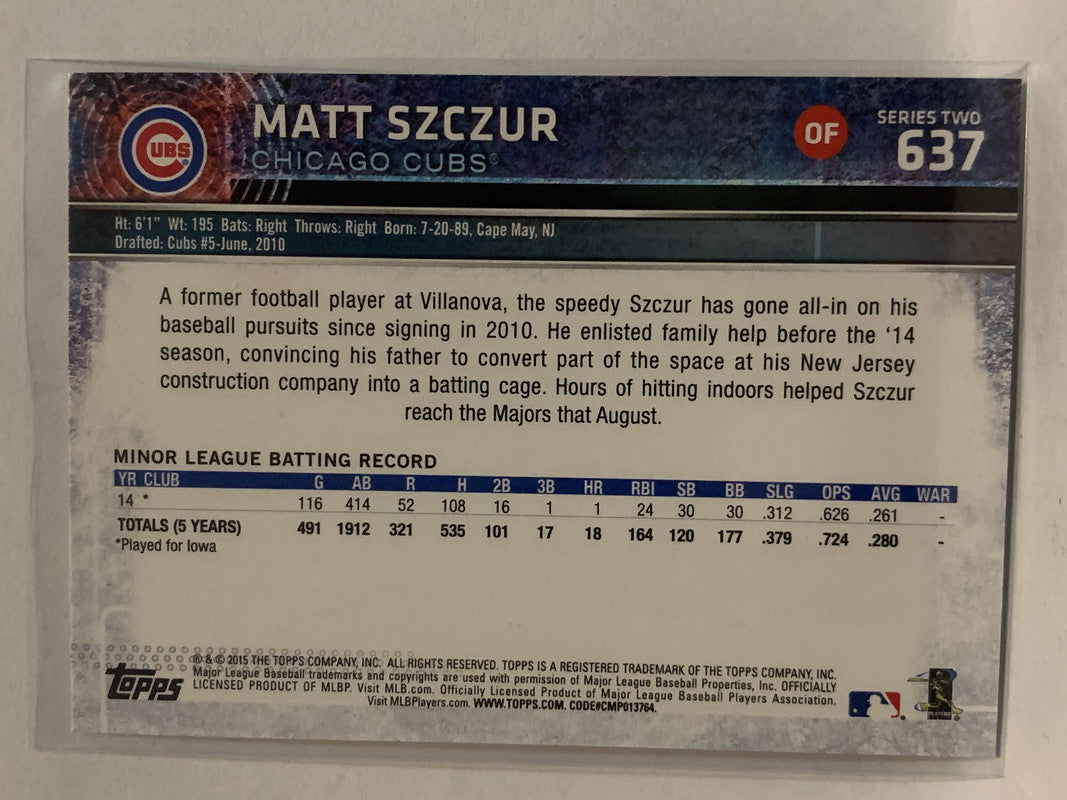 CUBS
MATT SZCZUR
CHICAGO CUBS®
OF
SERIES TWO
637
Ht: 6'1" Wt: 195 Bats: Right Throws: Right Born: 7-20-89, Cape May, NJ
Drafted: Cubs #5-June, 2010
A former football player at Villanova, the speedy Szczur has gone all-in on his
baseball pursuits since signing in 2010. He enlisted family help before the '14
season, convincing his father to convert part of the space at his New Jersey
construction company into a batting cage. Hours of hitting indoors helped Szczur
reach the Majors that August.
MINOR LEAGUE BATTING RECORD
YR CLUB G AB R H 2B 3B HR RBI SB BB SLG OPS AVG WAR
14 * 116 414 52 108 16 1 1 24 30 30 .312 .626 .261 -
TOTALS (5 YEARS) 491 1912 321 535 101 17 18 164 120 177 .379 .724 .280 -
*Played for Iowa
Topps
® & © 2015 THE TOPPS COMPANY, INC. ALL RIGHTS RESERVED. TOPPS IS A REGISTERED TRADEMARK OF THE TOPPS COMPANY, INC.
Major League Baseball trademarks and copyrights are used with permission of Major League Baseball Properties, Inc. OFFICIALLY
LICENSED PRODUCT OF MLBP. Visit MLB.com. Officially Licensed Product of Major League Baseball Players Association.
Visit MLBPlayers.com. WWW.TOPPS.COM. CODE#CMP013764.
PLAYERS